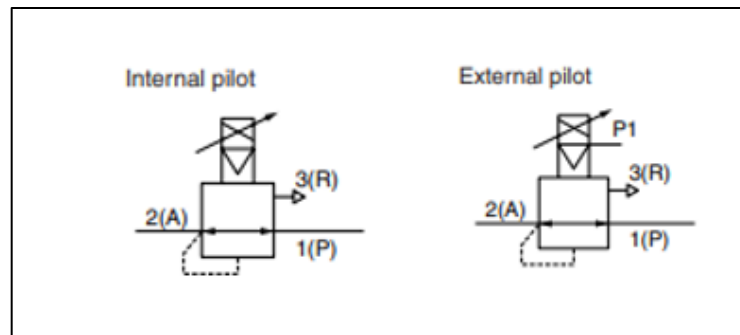 Internal pilot
3(R)
2(A)
1(P)
External pilot
P1
3(R)
2(A)
1(P)